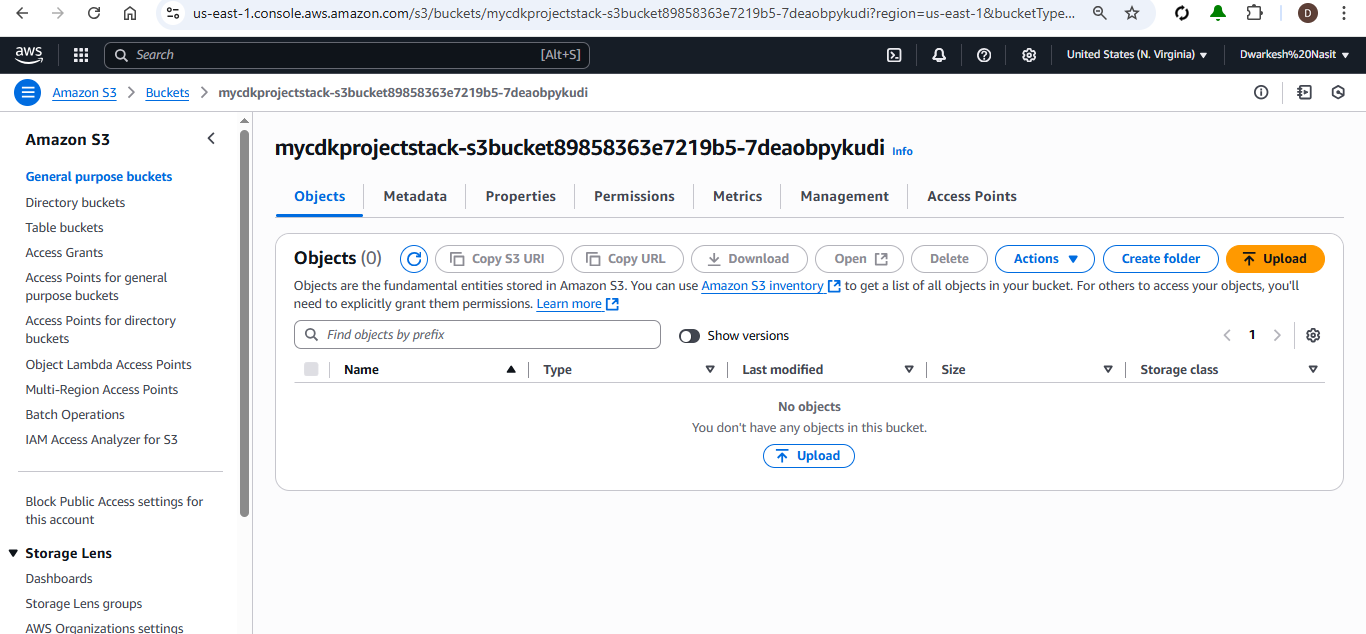 us-east-1.console.aws.amazon.com/s3/buckets/mycdkprojectstack-s3bucket89858363e7219b5-7deaobpykudi?region=us-east-1&bucketType...
D
aws
Search
[Alt+S]
United States (N. Virginia)
Dwarkesh%20Nasit
Amazon S3
Buckets
mycdkprojectstack-s3bucket89858363e7219b5-7deaobpykudi
Amazon S3
General purpose buckets
Directory buckets
Table buckets
Access Grants
Access Points for general
purpose buckets
Access Points for directory
buckets
Object Lambda Access Points
Multi-Region Access Points
Batch Operations
IAM Access Analyzer for S3
Block Public Access settings for
this account
Storage Lens
Dashboards
Storage Lens groups
AWS Organizations settings
mycdkprojectstack-s3bucket89858363e7219b5-7deaobpykudi Info
Objects
Metadata
Properties
Permissions
Metrics
Management
Access Points
Objects (0)
Copy S3 URI
Copy URL
Download
Open
Delete
Actions
Create folder
Upload
Objects are the fundamental entities stored in Amazon S3. You can use Amazon S3 inventory to get a list of all objects in your bucket. For others to access your objects, you'll
need to explicitly grant them permissions. Learn more
Find objects by prefix
Show versions
1
Name
Type
Last modified
Size
Storage class
No objects
You don't have any objects in this bucket.
Upload